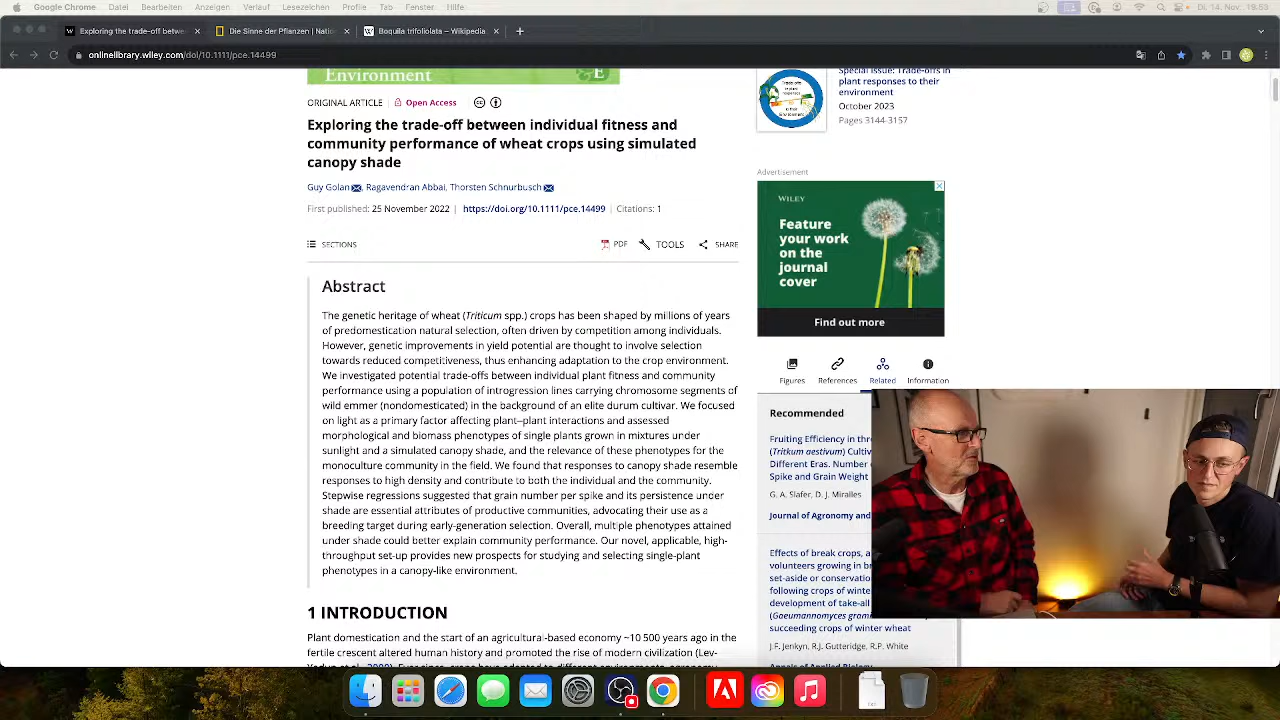 Google Chrome Datei Bearbeiten Anzeigen Verlauf Lesezeichen Profile Tab Fenster Hilfe Di. 14. Nov. 19:53
Exploring the trade-off betwe Die Sinne der Pflanzen | Natio Boquila trifoliolata – Wikipedia
onlinelibrary.wiley.com/doi/10.1111/pce.14499
Environment
ORIGINAL ARTICLE Open Access
Exploring the trade-off between individual fitness and
community performance of wheat crops using simulated
canopy shade
Guy Golan, Ragavendran Abbai, Thorsten Schnurbusch
First published: 25 November 2022 | https://doi.org/10.1111/pce.14499 | Citations: 1
SECTIONS PDF TOOLS SHARE
Abstract
The genetic heritage of wheat (Triticum spp.) crops has been shaped by millions of years
of predomestication natural selection, often driven by competition among individuals.
However, genetic improvements in yield potential are thought to involve selection
towards reduced competitiveness, thus enhancing adaptation to the crop environment.
We investigated potential trade-offs between individual plant fitness and community
performance using a population of introgression lines carrying chromosome segments of
wild emmer (nondomesticated) in the background of an elite durum cultivar. We focused
on light as a primary factor affecting plant–plant interactions and assessed
morphological and biomass phenotypes of single plants grown in mixtures under
sunlight and a simulated canopy shade, and the relevance of these phenotypes for the
monoculture community in the field. We found that responses to canopy shade resemble
responses to high density and contribute to both the individual and the community.
Stepwise regressions suggested that grain number per spike and its persistence under
shade are essential attributes of productive communities, advocating their use as a
breeding target during early-generation selection. Overall, multiple phenotypes attained
under shade could better explain community performance. Our novel, applicable, high-
throughput set-up provides new prospects for studying and selecting single-plant
phenotypes in a canopy-like environment.
1 INTRODUCTION
Plant domestication and the start of an agricultural-based economy ~10 500 years ago in the
fertile crescent altered human history and promoted the rise of modern civilization (Lev-
Special Issue: Trade-offs in
plant responses to their
environment
October 2023
Pages 3144-3157
Advertisement
WILEY
Feature
your work
on the
journal
cover
Find out more
Figures References Related Information
Recommended
Fruiting Efficiency in thr
(Tritkum aestivum) Cultiv
Different Eras. Number
Spike and Grain Weight
G. A. Slafer, D. J. Miralles
Journal of Agronomy and
Effects of break crops, a
volunteers growing in br
set-aside or conservatio
following crops of winte
development of take-all
(Gaeumannomyces gram
succeeding crops of winter wheat
J.F. Jenkyn, R.J. Gutteridge, R.P. White
Annals of Applied Biology